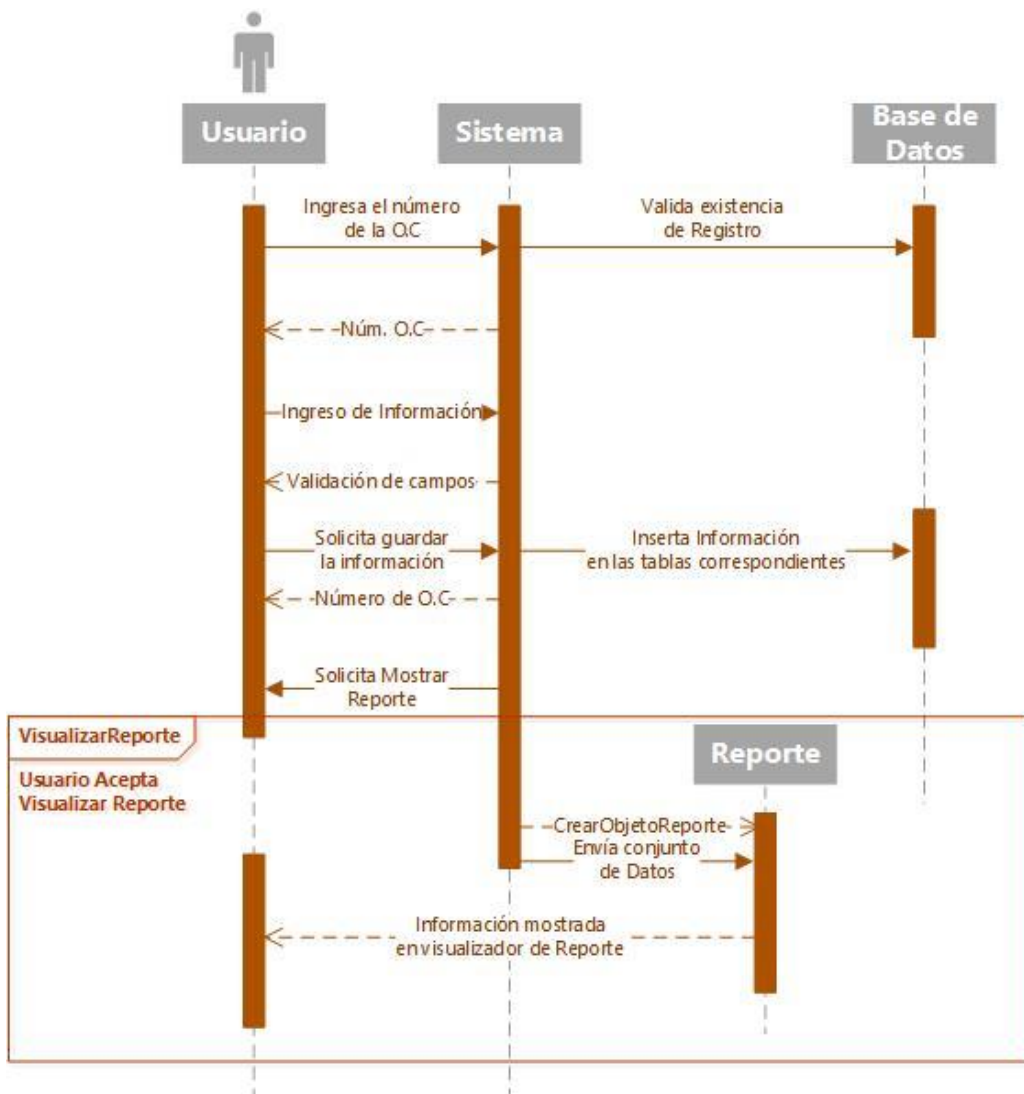 Usuario
Sistema
Base de
Datos
Ingresa el número
de la O.C
Valida existencia
de Registro
Núm. O.C
Ingreso de Información
Validación de campos
Solicita guardar
la información
Inserta Información
en las tablas correspondientes
Número de O.C
Solicita Mostrar
Reporte
VisualizarReporte
Usuario Acepta
Visualizar Reporte
Reporte
CrearObjetoReporte
Envía conjunto
de Datos
Información mostrada
en visualizador de Reporte